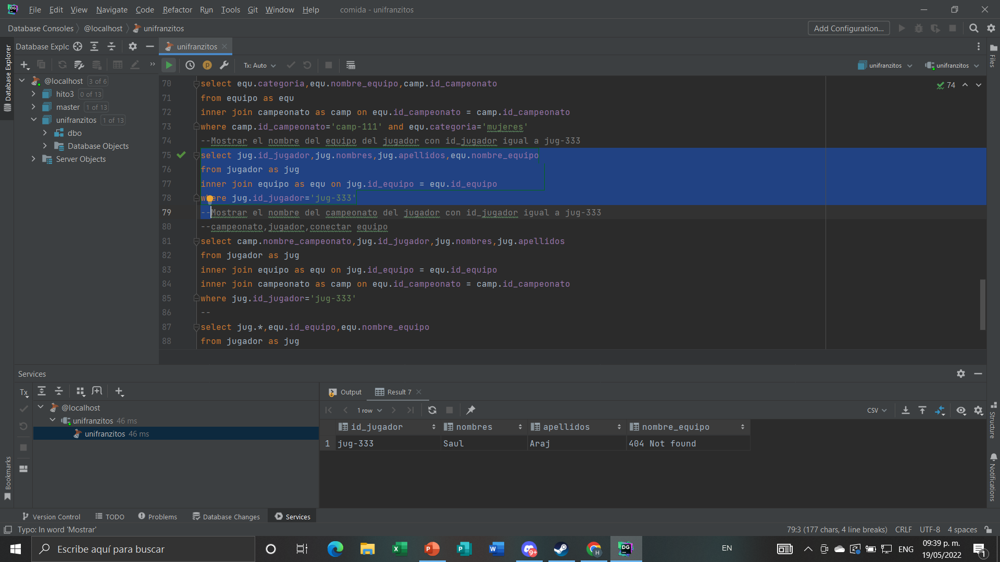 File Edit View Navigate Code Refactor Run Tools Git Window Help comida - unifranzitos
Database Consoles @localhost unifranzitos Add Configuration...
Database Explc unifranzitos
Tx: Auto unifranzitos unifranzitos
Database Explorer
Files
@localhost 3 of 6
hito3 0 of 13
master 1 of 13
unifranzitos 1 of 13
dbo
Database Objects
Server Objects
74
70 select equ.categoria,equ.nombre_equipo,camp.id_campeonato
71 from equipo as equ
72 inner join campeonato as camp on equ.id_campeonato = camp.id_campeonato
73 where camp.id_campeonato='camp-111' and equ.categoria='mujeres'
74 --Mostrar el nombre del equipo del jugador con id_jugador igual a jug-333
75 select jug.id_jugador,jug.nombres,jug.apellidos,equ.nombre_equipo
76 from jugador as jug
77 inner join equipo as equ on jug.id_equipo = equ.id_equipo
78 where jug.id_jugador='jug-333'
79 --Mostrar el nombre del campeonato del jugador con id_jugador igual a jug-333
80 --campeonato,jugador,conectar equipo
81 select camp.nombre_campeonato,jug.id_jugador,jug.nombres,jug.apellidos
82 from jugador as jug
83 inner join equipo as equ on jug.id_equipo = equ.id_equipo
84 inner join campeonato as camp on equ.id_campeonato = camp.id_campeonato
85 where jug.id_jugador='jug-333'
86 --
87 select jug.*,equ.id_equipo,equ.nombre_equipo
88 from jugador as jug
Services
Tx
@localhost
unifranzitos 46 ms
unifranzitos 46 ms
Output Result 7
1 row CSV
id_jugador nombres apellidos nombre_equipo
1 jug-333 Saul Araj 404 Not found
Structure
Notifications
Bookmarks
Version Control TODO Problems Database Changes Services
Typo: In word 'Mostrar' 79:3 (177 chars, 4 line breaks) CRLF UTF-8 4 spaces
Escribe aquí para buscar
9+
EN
ENG
09:39 p. m.
19/05/2022
1